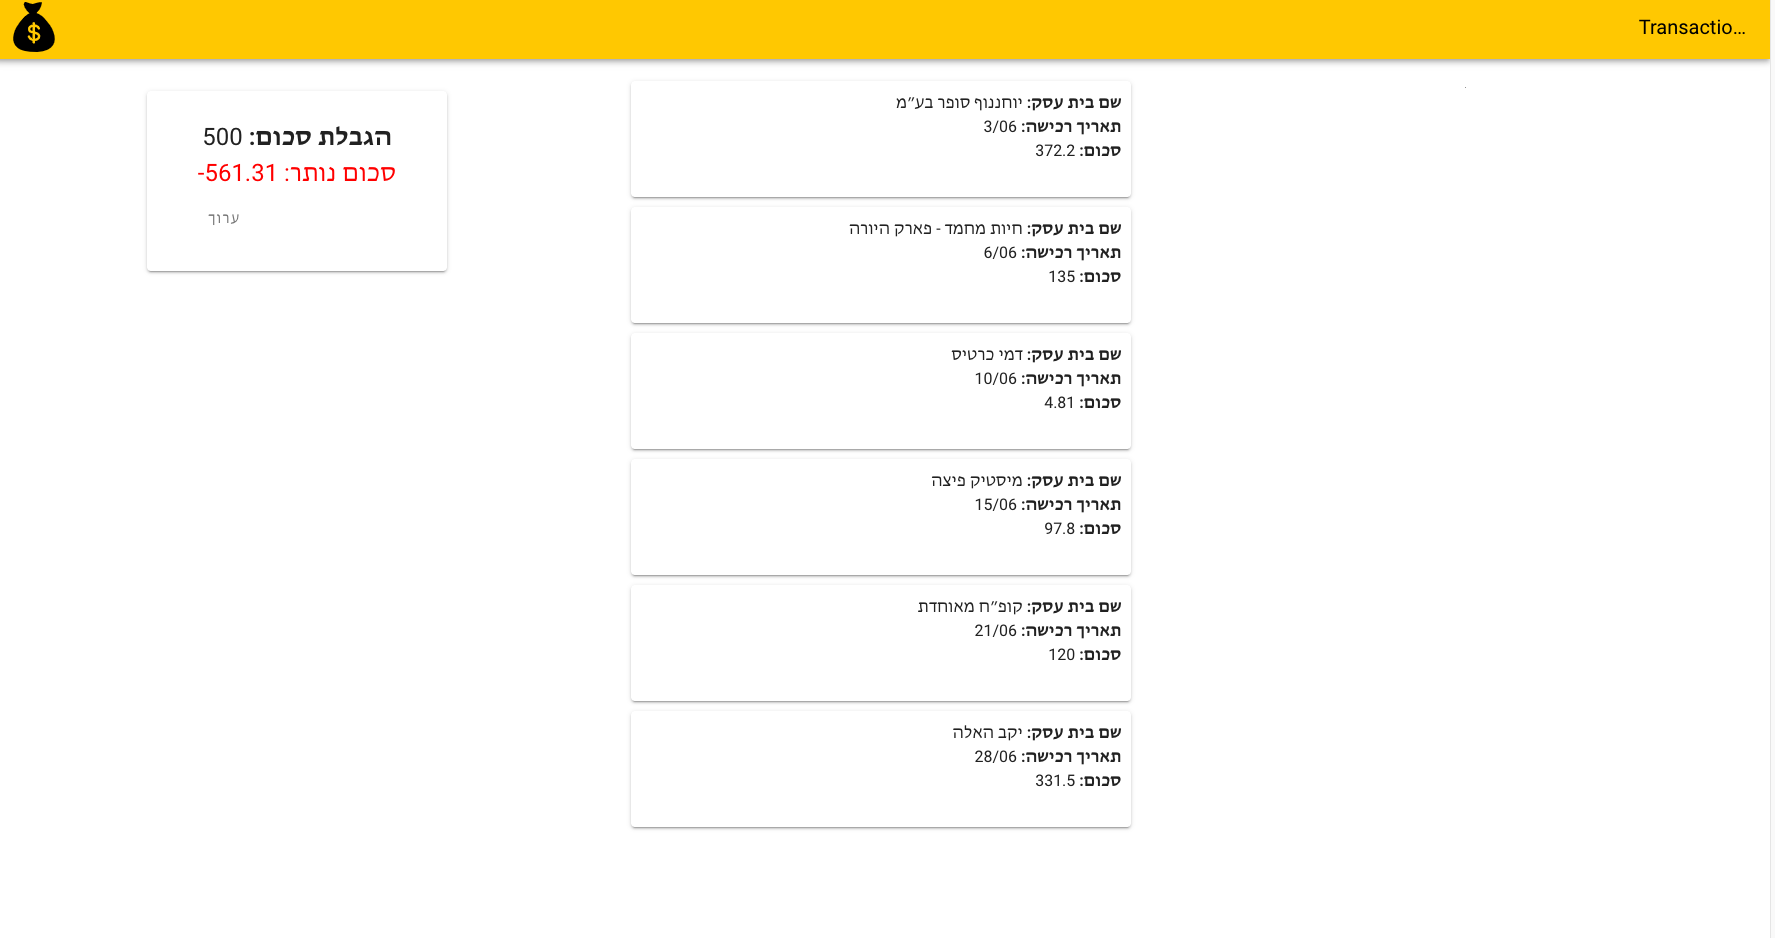 Transactio...
$
שם בית עסק: יוחננוף סופר בע״מ
תאריך רכישה: 3/06
סכום: 372.2
שם בית עסק: חיות מחמד - פארק היורה
תאריך רכישה: 6/06
סכום: 135
שם בית עסק: דמי כרטיס
תאריך רכישה: 10/06
סכום: 4.81
שם בית עסק: מיסטיק פיצה
תאריך רכישה: 15/06
סכום: 97.8
שם בית עסק: קופ״ח מאוחדת
תאריך רכישה: 21/06
סכום: 120
שם בית עסק: יקב האלה
תאריך רכישה: 28/06
סכום: 331.5
הגבלת סכום: 500
סכום נותר: 561.31-
ערוך